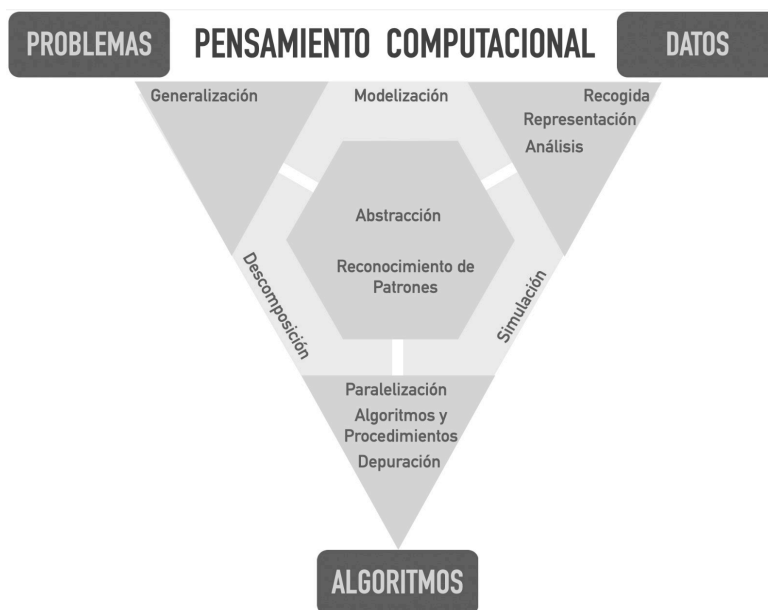 PROBLEMAS
PENSAMIENTO COMPUTACIONAL
DATOS
Generalización
Modelización
Recogida
Representación
Análisis
Abstracción
Reconocimiento de
Patrones
Descomposición
Simulación
Paralelización
Algoritmos y
Procedimientos
Depuración
ALGORITMOS